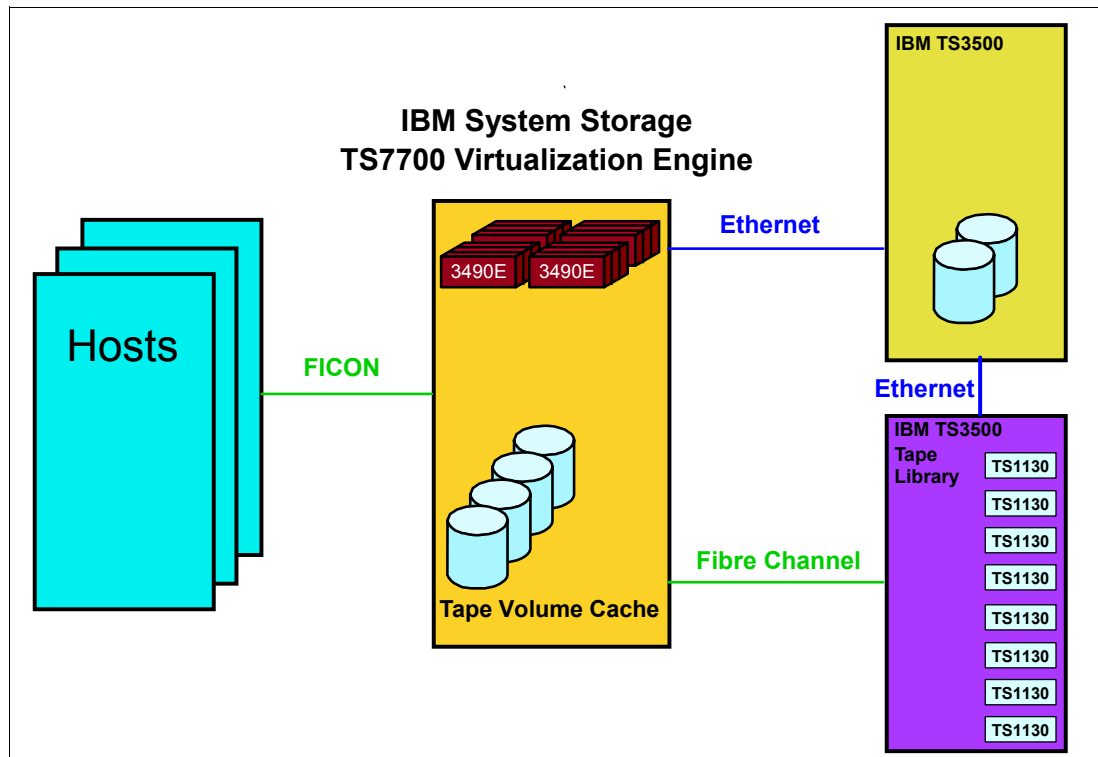 IBM System Storage
TS7700 Virtualization Engine
Hosts
FICON
3490E
3490E
Tape Volume Cache
Ethernet
IBM TS3500
Ethernet
Fibre Channel
IBM TS3500
Tape
Library
TS1130
TS1130
TS1130
TS1130
TS1130
TS1130
TS1130
TS1130